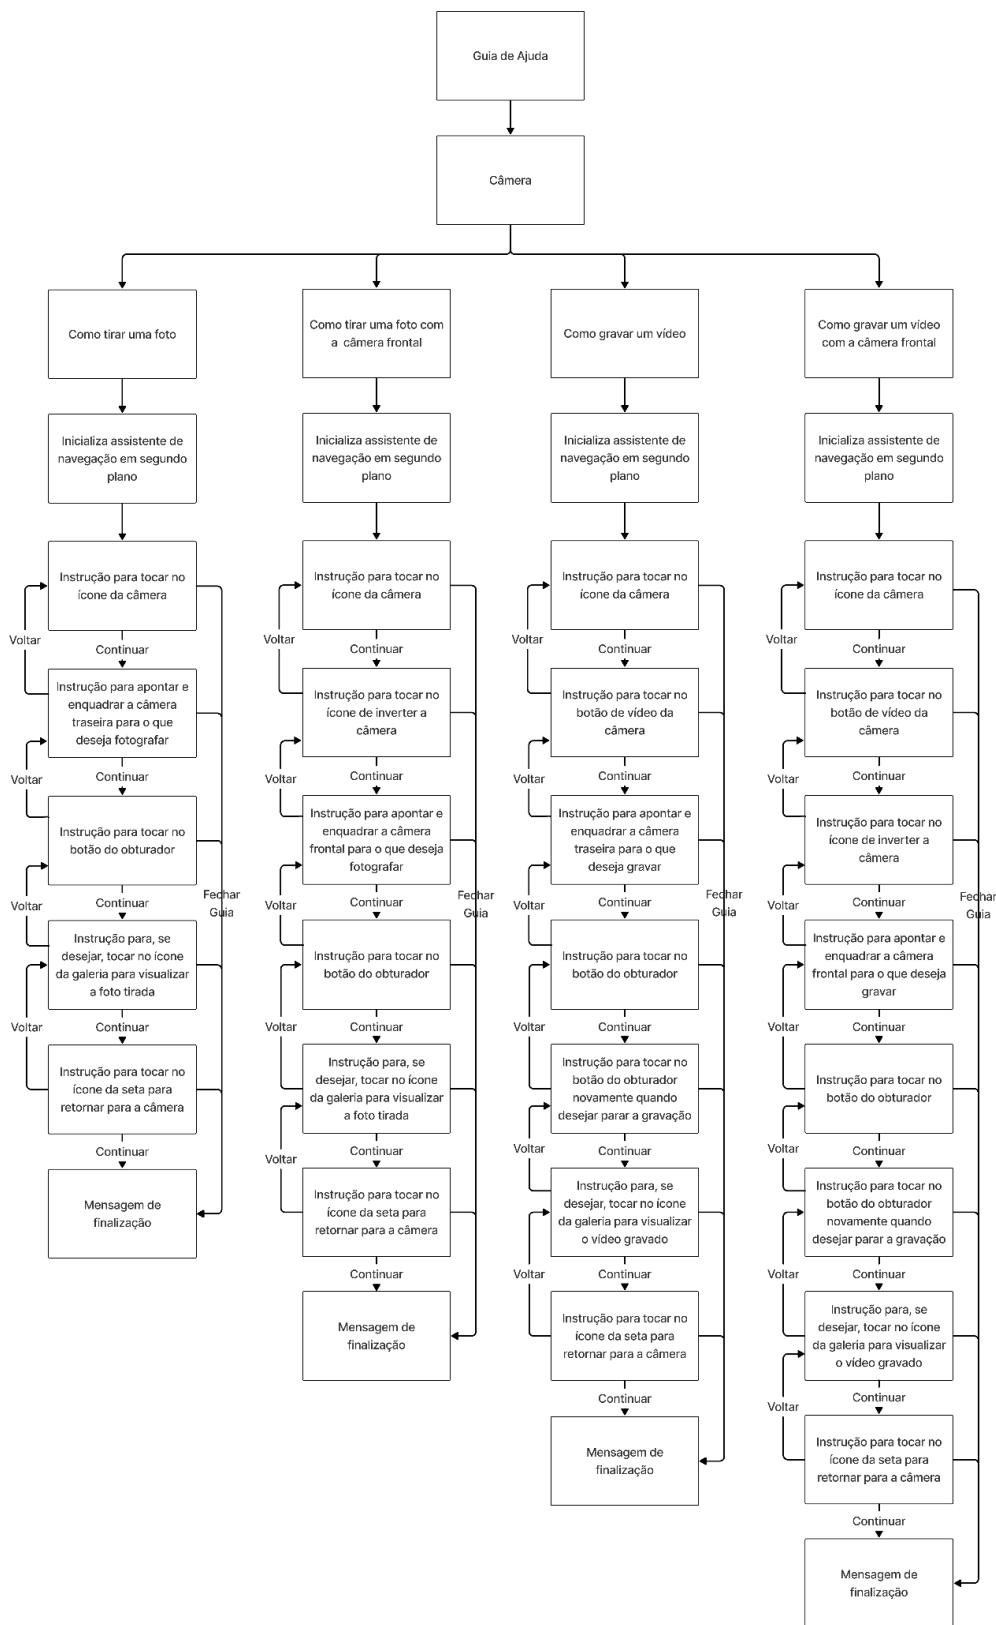 Guia de Ajuda
Câmera
Como tirar uma foto
Inicializa assistente de
navegação em segundo
plano
Instrução para tocar no
ícone da câmera
Voltar
Continuar
Instrução para apontar e
enquadrar a câmera
traseira para o que
deseja fotografar
Voltar
Continuar
Instrução para tocar no
botão do obturador
Voltar
Continuar
Fechar
Guia
Instrução para, se
desejar, tocar no ícone
da galeria para visualizar
a foto tirada
Voltar
Continuar
Instrução para tocar no
ícone da seta para
retornar para a câmera
Continuar
Mensagem de
finalização
Como tirar uma foto com
a câmera frontal
Inicializa assistente de
navegação em segundo
plano
Instrução para tocar no
ícone da câmera
Voltar
Continuar
Instrução para tocar no
ícone de inverter a
câmera
Voltar
Continuar
Instrução para apontar e
enquadrar a câmera
frontal para o que deseja
fotografar
Voltar
Continuar
Fechar
Guia
Instrução para tocar no
botão do obturador
Voltar
Continuar
Instrução para, se
desejar, tocar no ícone
da galeria para visualizar
a foto tirada
Voltar
Continuar
Instrução para tocar no
ícone da seta para
retornar para a câmera
Continuar
Mensagem de
finalização
Como gravar um vídeo
Inicializa assistente de
navegação em segundo
plano
Instrução para tocar no
ícone da câmera
Voltar
Continuar
Instrução para tocar no
botão de vídeo da
câmera
Voltar
Continuar
Instrução para apontar e
enquadrar a câmera
traseira para o que
deseja gravar
Voltar
Continuar
Fechar
Guia
Instrução para tocar no
botão do obturador
Voltar
Continuar
Instrução para tocar no
botão do obturador
novamente quando
desejar parar a gravação
Voltar
Continuar
Instrução para, se
desejar, tocar no ícone
da galeria para visualizar
o vídeo gravado
Voltar
Continuar
Instrução para tocar no
ícone da seta para
retornar para a câmera
Continuar
Mensagem de
finalização
Como gravar um vídeo
com a câmera frontal
Inicializa assistente de
navegação em segundo
plano
Instrução para tocar no
ícone da câmera
Voltar
Continuar
Instrução para tocar no
botão de vídeo da
câmera
Voltar
Continuar
Instrução para tocar no
ícone de inverter a
câmera
Voltar
Continuar
Fechar
Guia
Instrução para apontar e
enquadrar a câmera
frontal para o que deseja
gravar
Voltar
Continuar
Instrução para tocar no
botão do obturador
Voltar
Continuar
Instrução para tocar no
botão do obturador
novamente quando
desejar parar a gravação
Voltar
Continuar
Instrução para, se
desejar, tocar no ícone
da galeria para visualizar
o vídeo gravado
Voltar
Continuar
Instrução para tocar no
ícone da seta para
retornar para a câmera
Continuar
Mensagem de
finalização